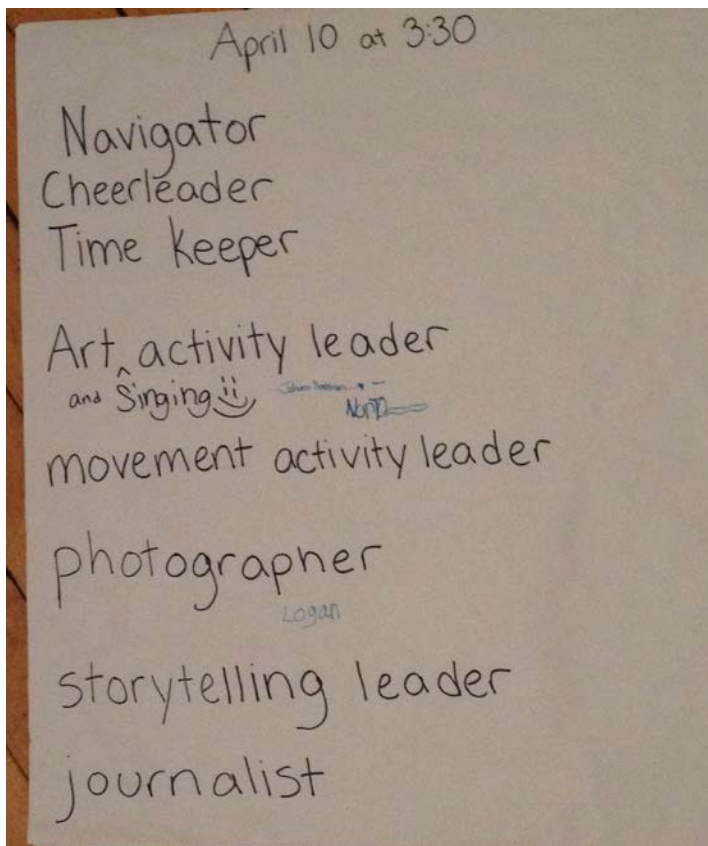 April 10 at 3:30
Navigator
Cheerleader
Time keeper
Art ^ activity leader
and Singing
movement activity leader
photographer
Logan
storytelling leader
journalist